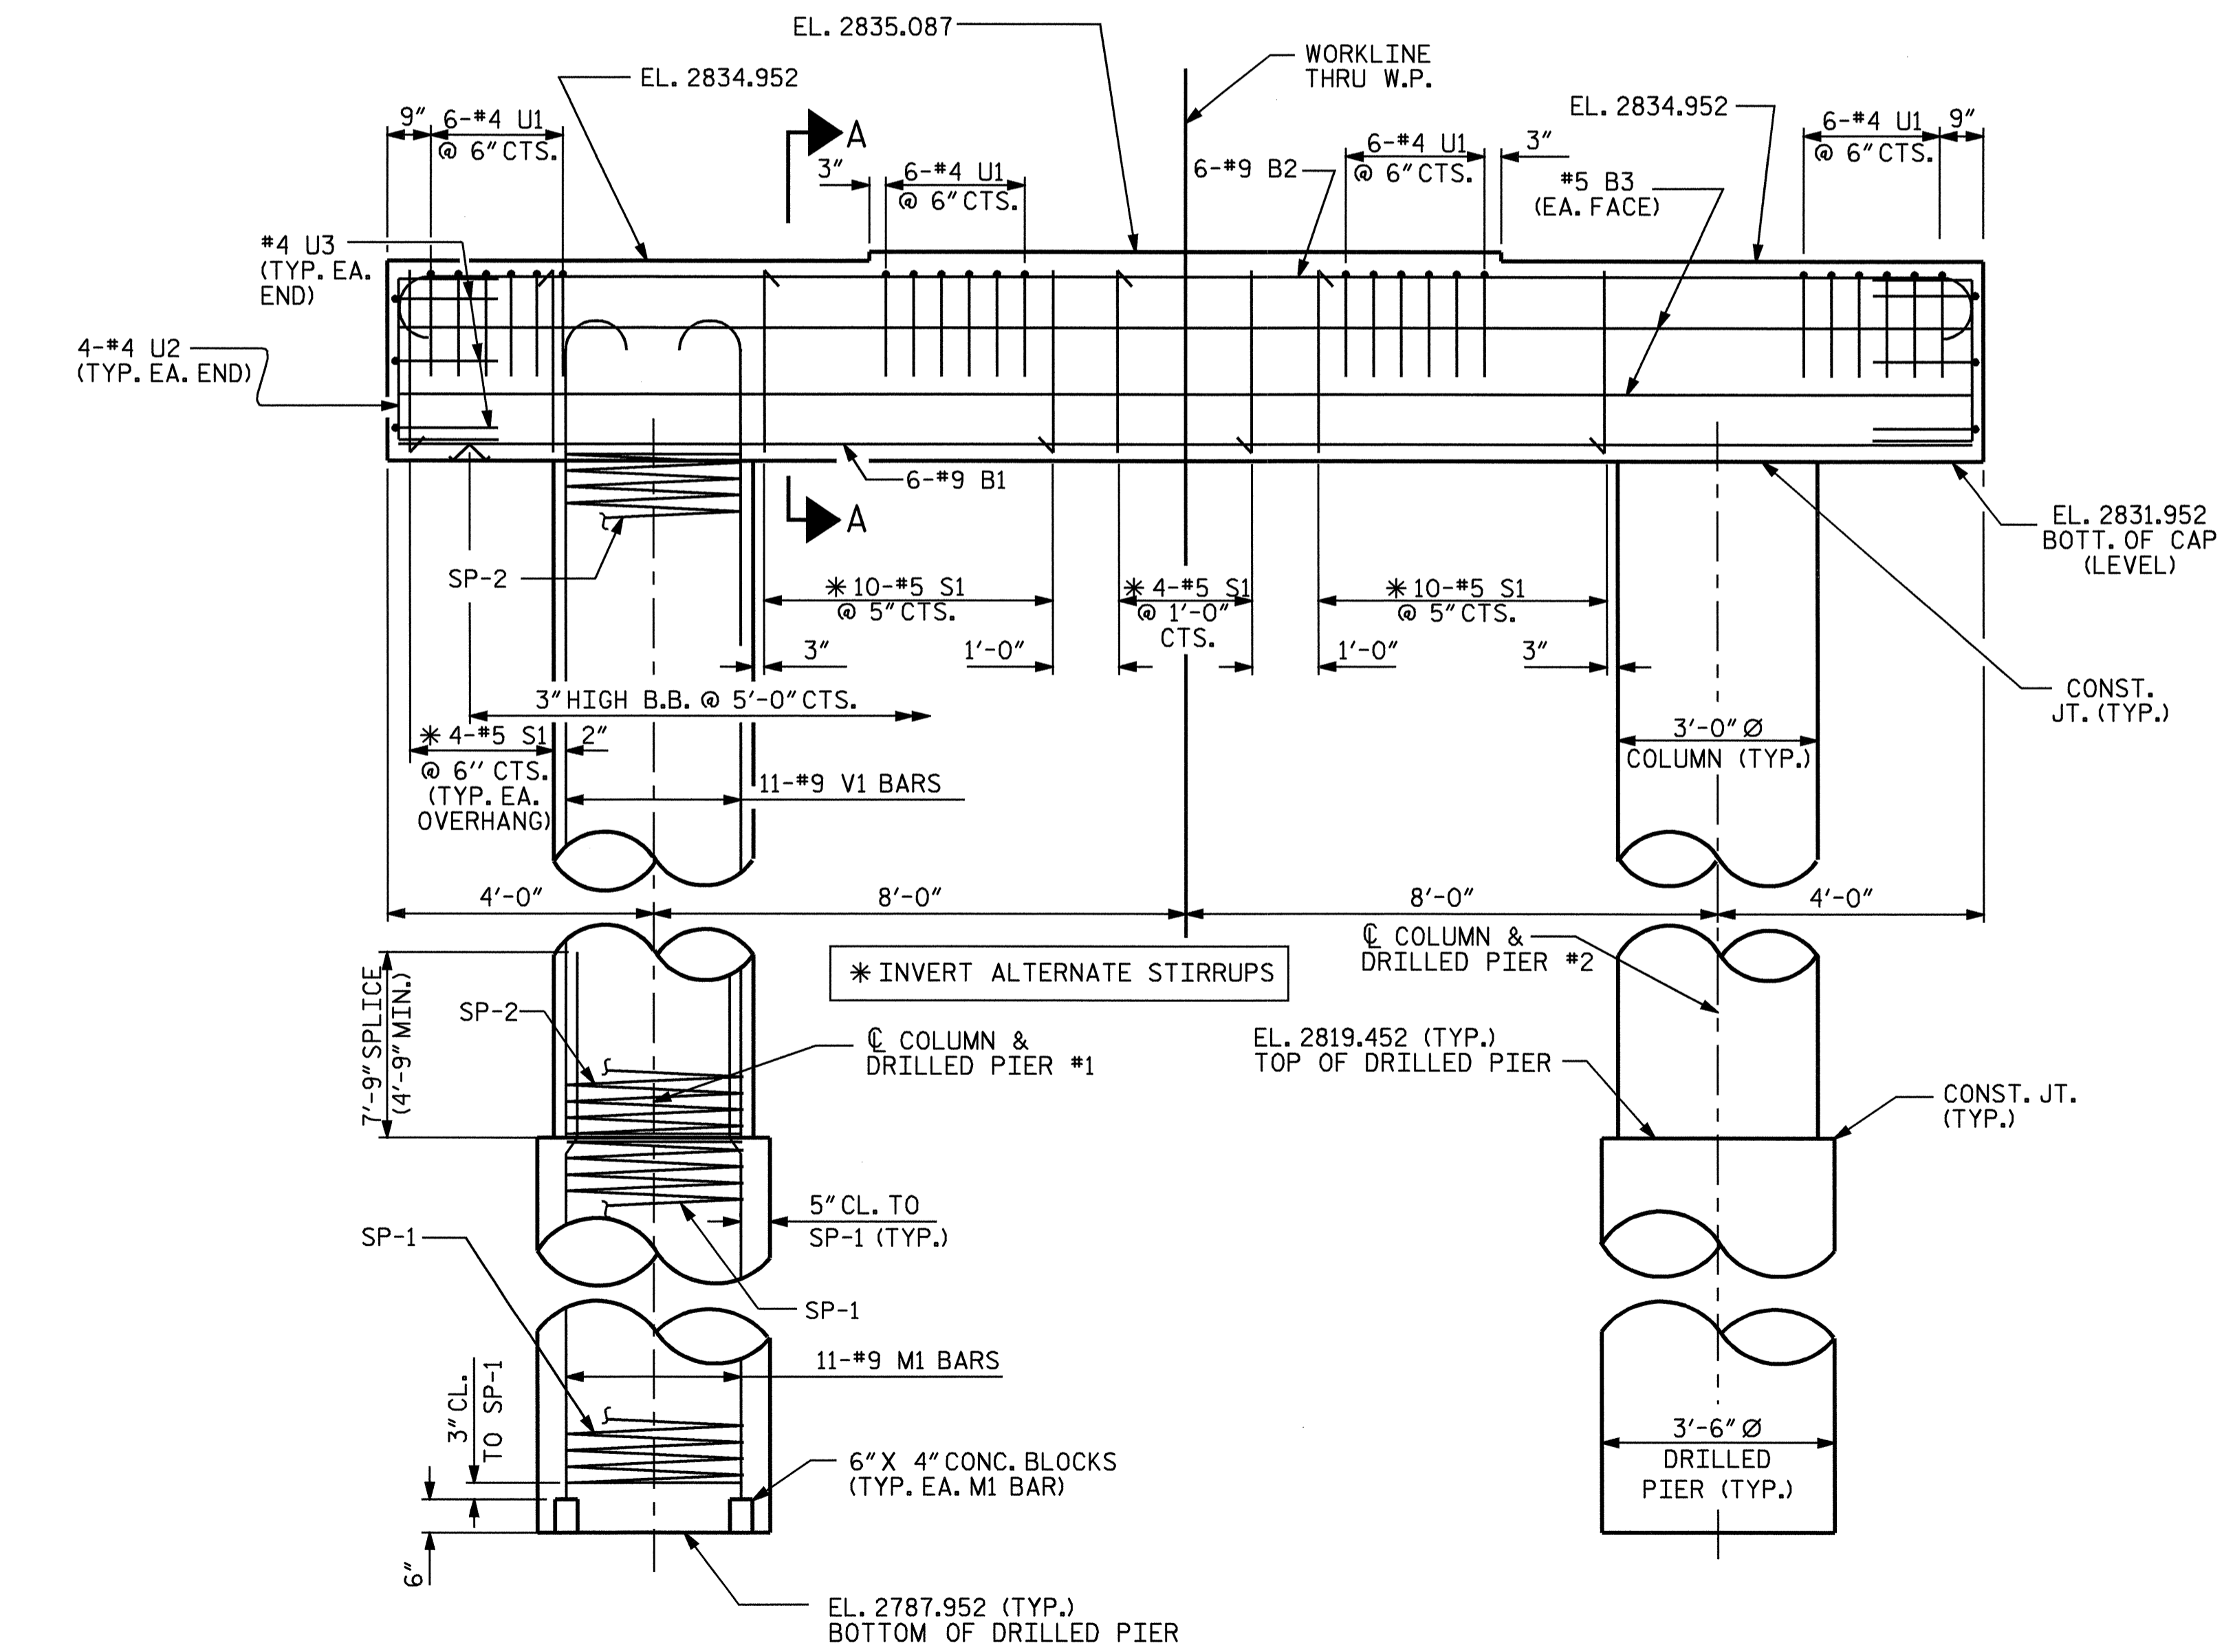 EL. 2835.087
WORKLINE
THRU W.P.
EL. 2834.952
EL. 2834.952
9"
6-#4 U1
@ 6" CTS.
A
3"
6-#4 U1
@ 6" CTS.
6-#9 B2
6-#4 U1
@ 6" CTS.
3"
#5 B3
(EA. FACE)
6-#4 U1
@ 6" CTS.
9"
#4 U3
(TYP. EA.
END)
4-#4 U2
(TYP. EA. END)
6-#9 B1
A
EL. 2831.952
BOTT. OF CAP
(LEVEL)
SP-2
* 10-#5 S1
@ 5" CTS.
* 4-#5 S1
@ 1'-0"
CTS.
* 10-#5 S1
@ 5" CTS.
3"
1'-0"
1'-0"
3"
3" HIGH B.B. @ 5'-0" CTS.
CONST.
JT. (TYP.)
* 4-#5 S1
@ 6" CTS.
(TYP. EA.
OVERHANG)
2"
3'-0" Ø
COLUMN (TYP.)
11-#9 V1 BARS
4'-0"
8'-0"
8'-0"
4'-0"
* INVERT ALTERNATE STIRRUPS
℄ COLUMN &
DRILLED PIER #2
7'-9" SPLICE
(4'-9" MIN.)
SP-2
℄ COLUMN &
DRILLED PIER #1
EL. 2819.452 (TYP.)
TOP OF DRILLED PIER
CONST. JT.
(TYP.)
5" CL. TO
SP-1 (TYP.)
SP-1
SP-1
11-#9 M1 BARS
3" CL.
TO SP-1
6" X 4" CONC. BLOCKS
(TYP. EA. M1 BAR)
3'-6" Ø
DRILLED
PIER (TYP.)
6"
EL. 2787.952 (TYP.)
BOTTOM OF DRILLED PIER